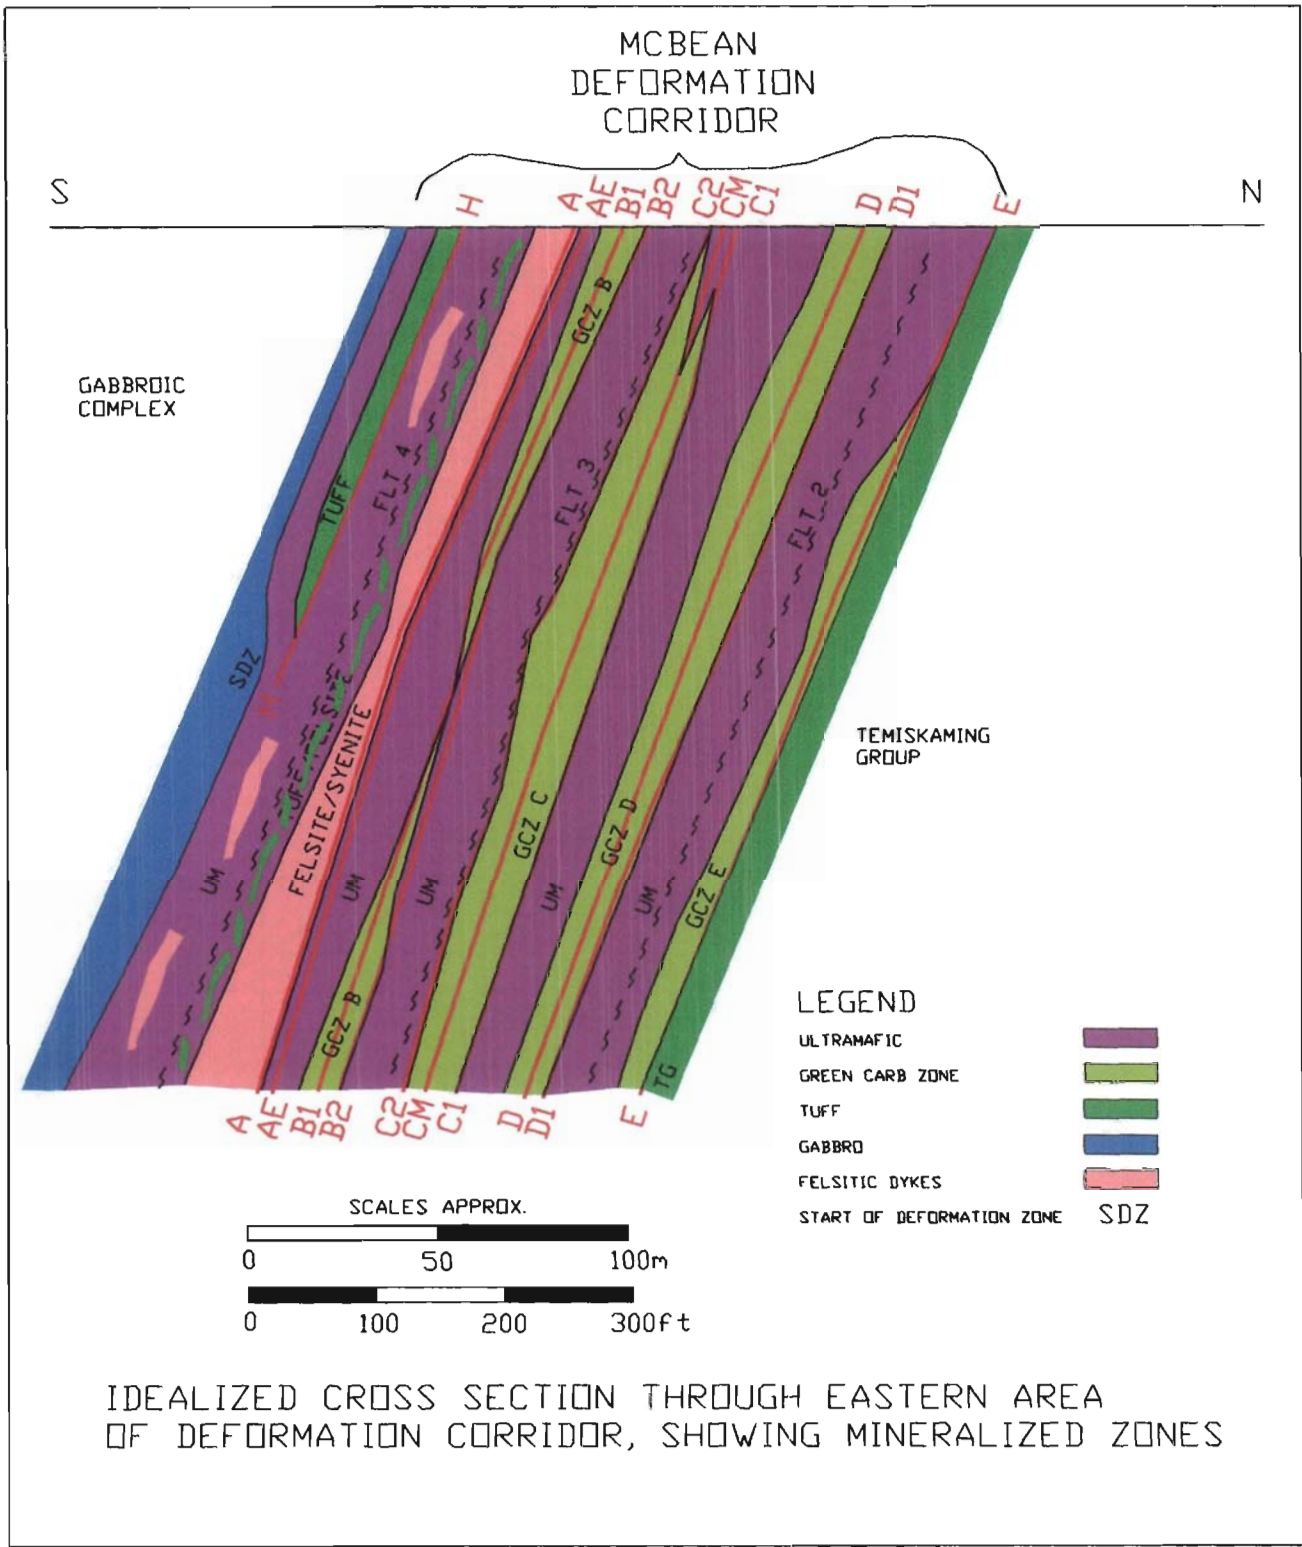 MCBEAN
DEFORMATION
CORRIDOR
S
N
H
A
AE
B1
B2
C2
CM
C1
D
D1
E
GCZ B
GABBROIC
COMPLEX
FLT 4
TUFF
FLT 3
FLT 2
SDZ
H
FELSITE/SYENITE
TEMISKAMING
GROUP
GCZ C
GCZ D
GCZ E
UM
UM
UM
UM
UM
GCZ B
TG
A
AE
B1
B2
C2
CM
C1
D
D1
E
LEGEND
ULTRAMAFIC
GREEN CARB ZONE
TUFF
GABBRO
FELSITIC DYKES
START OF DEFORMATION ZONE SDZ
SCALES APPROX.
0 50 100m
0 100 200 300ft
IDEALIZED CROSS SECTION THROUGH EASTERN AREA
OF DEFORMATION CORRIDOR, SHOWING MINERALIZED ZONES